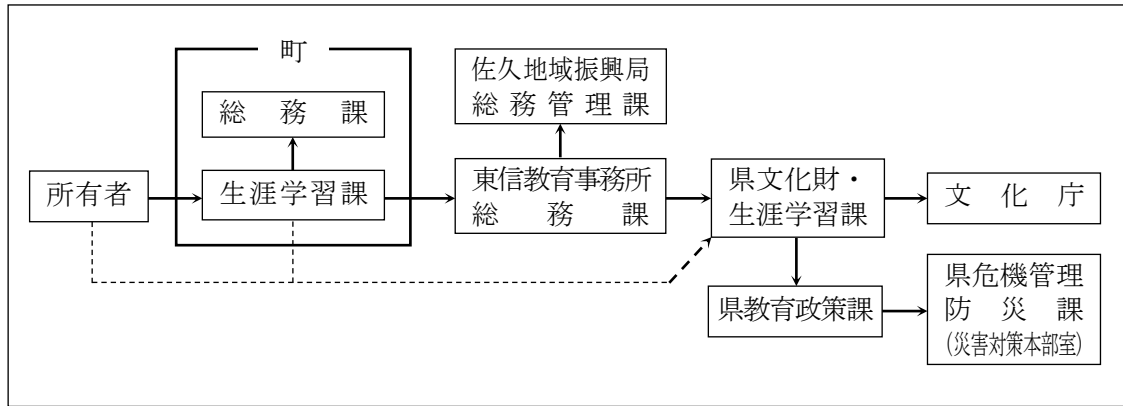 町
総務課
所有者
生涯学習課
佐久地域振興局
総務管理課
東信教育事務所
総務課
県文化財・
生涯学習課
文化庁
県教育政策課
県危機管理
防災課
(災害対策本部室)